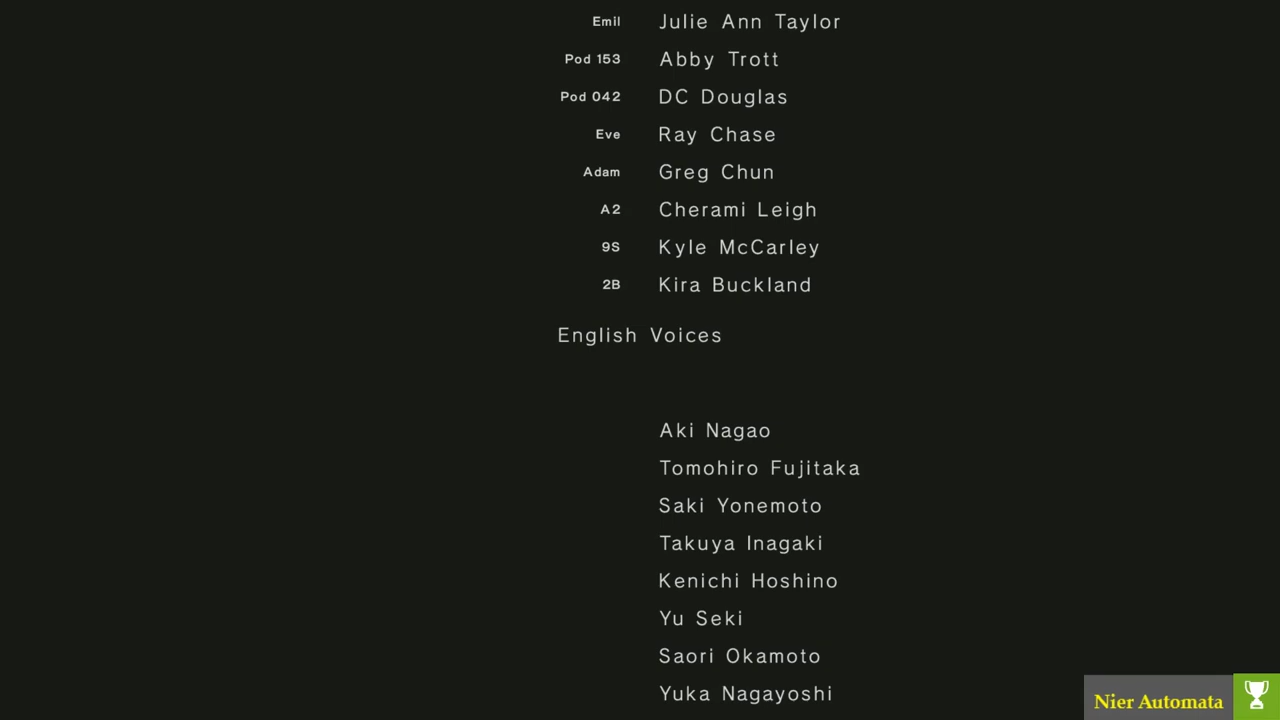 Emil Julie Ann Taylor
Pod 153 Abby Trott
Pod 042 DC Douglas
Eve Ray Chase
Adam Greg Chun
A2 Cherami Leigh
9S Kyle McCarley
2B Kira Buckland
English Voices
Aki Nagao
Tomohiro Fujitaka
Saki Yonemoto
Takuya Inagaki
Kenichi Hoshino
Yu Seki
Saori Okamoto
Yuka Nagayoshi
Nier Automata